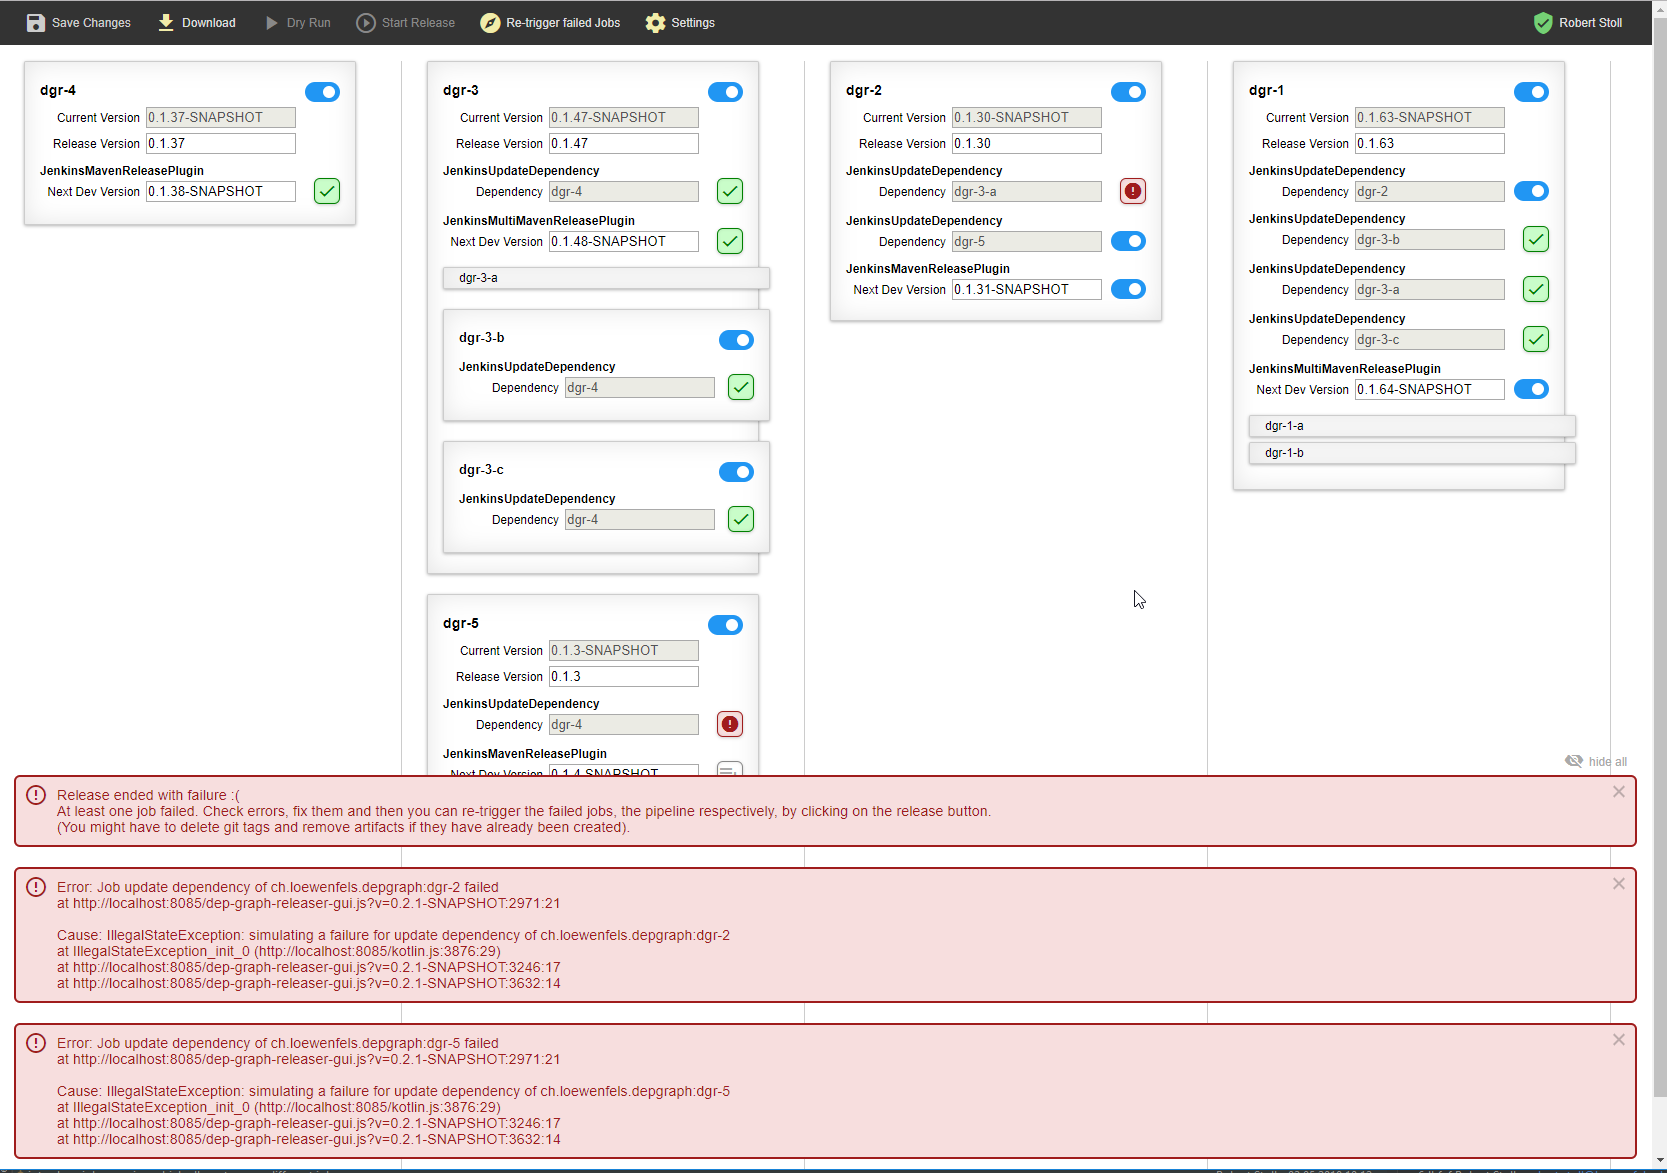 Save Changes
Download
Dry Run
Start Release
Re-trigger failed Jobs
Settings
Robert Stoll
dgr-4
Current Version 0.1.37-SNAPSHOT
Release Version 0.1.37
JenkinsMavenReleasePlugin
Next Dev Version 0.1.38-SNAPSHOT
dgr-3
Current Version 0.1.47-SNAPSHOT
Release Version 0.1.47
JenkinsUpdateDependency
Dependency dgr-4
JenkinsMultiMavenReleasePlugin
Next Dev Version 0.1.48-SNAPSHOT
dgr-3-a
dgr-3-b
JenkinsUpdateDependency
Dependency dgr-4
dgr-3-c
JenkinsUpdateDependency
Dependency dgr-4
dgr-5
Current Version 0.1.3-SNAPSHOT
Release Version 0.1.3
JenkinsUpdateDependency
Dependency dgr-4
JenkinsMavenReleasePlugin
Next Dev Version 0.1.4-SNAPSHOT
dgr-2
Current Version 0.1.30-SNAPSHOT
Release Version 0.1.30
JenkinsUpdateDependency
Dependency dgr-3-a
JenkinsUpdateDependency
Dependency dgr-5
JenkinsMavenReleasePlugin
Next Dev Version 0.1.31-SNAPSHOT
dgr-1
Current Version 0.1.63-SNAPSHOT
Release Version 0.1.63
JenkinsUpdateDependency
Dependency dgr-2
JenkinsUpdateDependency
Dependency dgr-3-b
JenkinsUpdateDependency
Dependency dgr-3-a
JenkinsUpdateDependency
Dependency dgr-3-c
JenkinsMultiMavenReleasePlugin
Next Dev Version 0.1.64-SNAPSHOT
dgr-1-a
dgr-1-b
hide all
Release ended with failure :(
At least one job failed. Check errors, fix them and then you can re-trigger the failed jobs, the pipeline respectively, by clicking on the release button.
(You might have to delete git tags and remove artifacts if they have already been created).
Error: Job update dependency of ch.loewenfels.depgraph:dgr-2 failed
at http://localhost:8085/dep-graph-releaser-gui.js?v=0.2.1-SNAPSHOT:2971:21
Cause: IllegalStateException: simulating a failure for update dependency of ch.loewenfels.depgraph:dgr-2
at IllegalStateException_init_0 (http://localhost:8085/kotlin.js:3876:29)
at http://localhost:8085/dep-graph-releaser-gui.js?v=0.2.1-SNAPSHOT:3246:17
at http://localhost:8085/dep-graph-releaser-gui.js?v=0.2.1-SNAPSHOT:3632:14
Error: Job update dependency of ch.loewenfels.depgraph:dgr-5 failed
at http://localhost:8085/dep-graph-releaser-gui.js?v=0.2.1-SNAPSHOT:2971:21
Cause: IllegalStateException: simulating a failure for update dependency of ch.loewenfels.depgraph:dgr-5
at IllegalStateException_init_0 (http://localhost:8085/kotlin.js:3876:29)
at http://localhost:8085/dep-graph-releaser-gui.js?v=0.2.1-SNAPSHOT:3246:17
at http://localhost:8085/dep-graph-releaser-gui.js?v=0.2.1-SNAPSHOT:3632:14